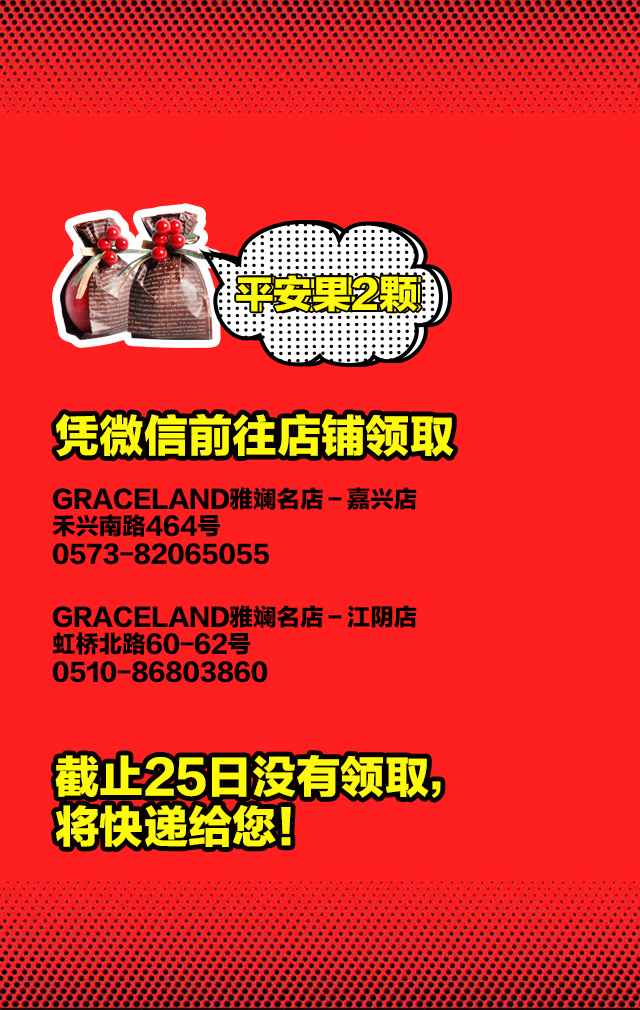 平安果2颗
凭微信前往店铺领取
GRACELAND雅斓名店－嘉兴店
禾兴南路464号
0573-82065055
GRACELAND雅斓名店－江阴店
虹桥北路60-62号
0510-86803860
截止25日没有领取，
将快递给您！